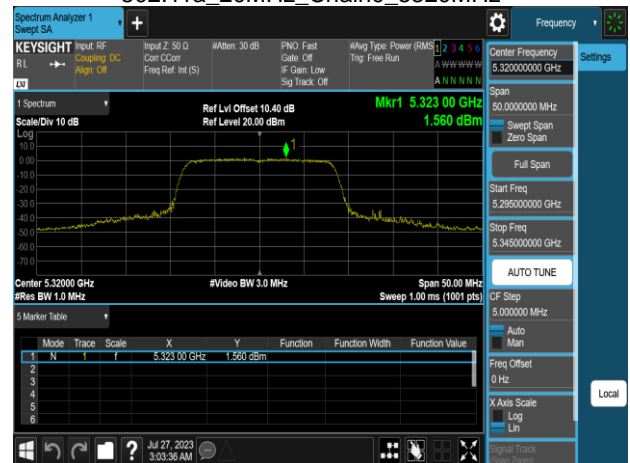 Spectrum Analyzer 1
Swept SA
Frequency
KEYSIGHT
RL
LXI
Input: RF
Coupling: DC
Align: Off
Input Z: 50 Ω
Corr CCorr
Freq Ref: Int (S)
#Atten: 30 dB
PNO: Fast
Gate: Off
IF Gain: Low
Sig Track: Off
#Avg Type: Power (RMS
Trig: Free Run
1 2 3 4 5 6
A W W W W W
A N N N N N
1 Spectrum
Scale/Div 10 dB
Ref Lvl Offset 10.40 dB
Ref Level 20.00 dBm
Mkr1 5.323 00 GHz
1.560 dBm
Log
10.0
0.00
-10.0
-20.0
-30.0
-40.0
-50.0
-60.0
-70.0
1
Center 5.32000 GHz
#Res BW 1.0 MHz
#Video BW 3.0 MHz
Span 50.00 MHz
Sweep 1.00 ms (1001 pts)
5 Marker Table
Mode Trace Scale X Y Function Function Width Function Value
1 N 1 f 5.323 00 GHz 1.560 dBm
2
3
4
5
6
Jul 27, 2023
3:03:36 AM
Center Frequency
5.320000000 GHz
Settings
Span
50.0000000 MHz
Swept Span
Zero Span
Full Span
Start Freq
5.295000000 GHz
Stop Freq
5.345000000 GHz
AUTO TUNE
CF Step
5.000000 MHz
Auto
Man
Freq Offset
0 Hz
X Axis Scale
Log
Lin
Local
Signal Track
(Span Zoom)